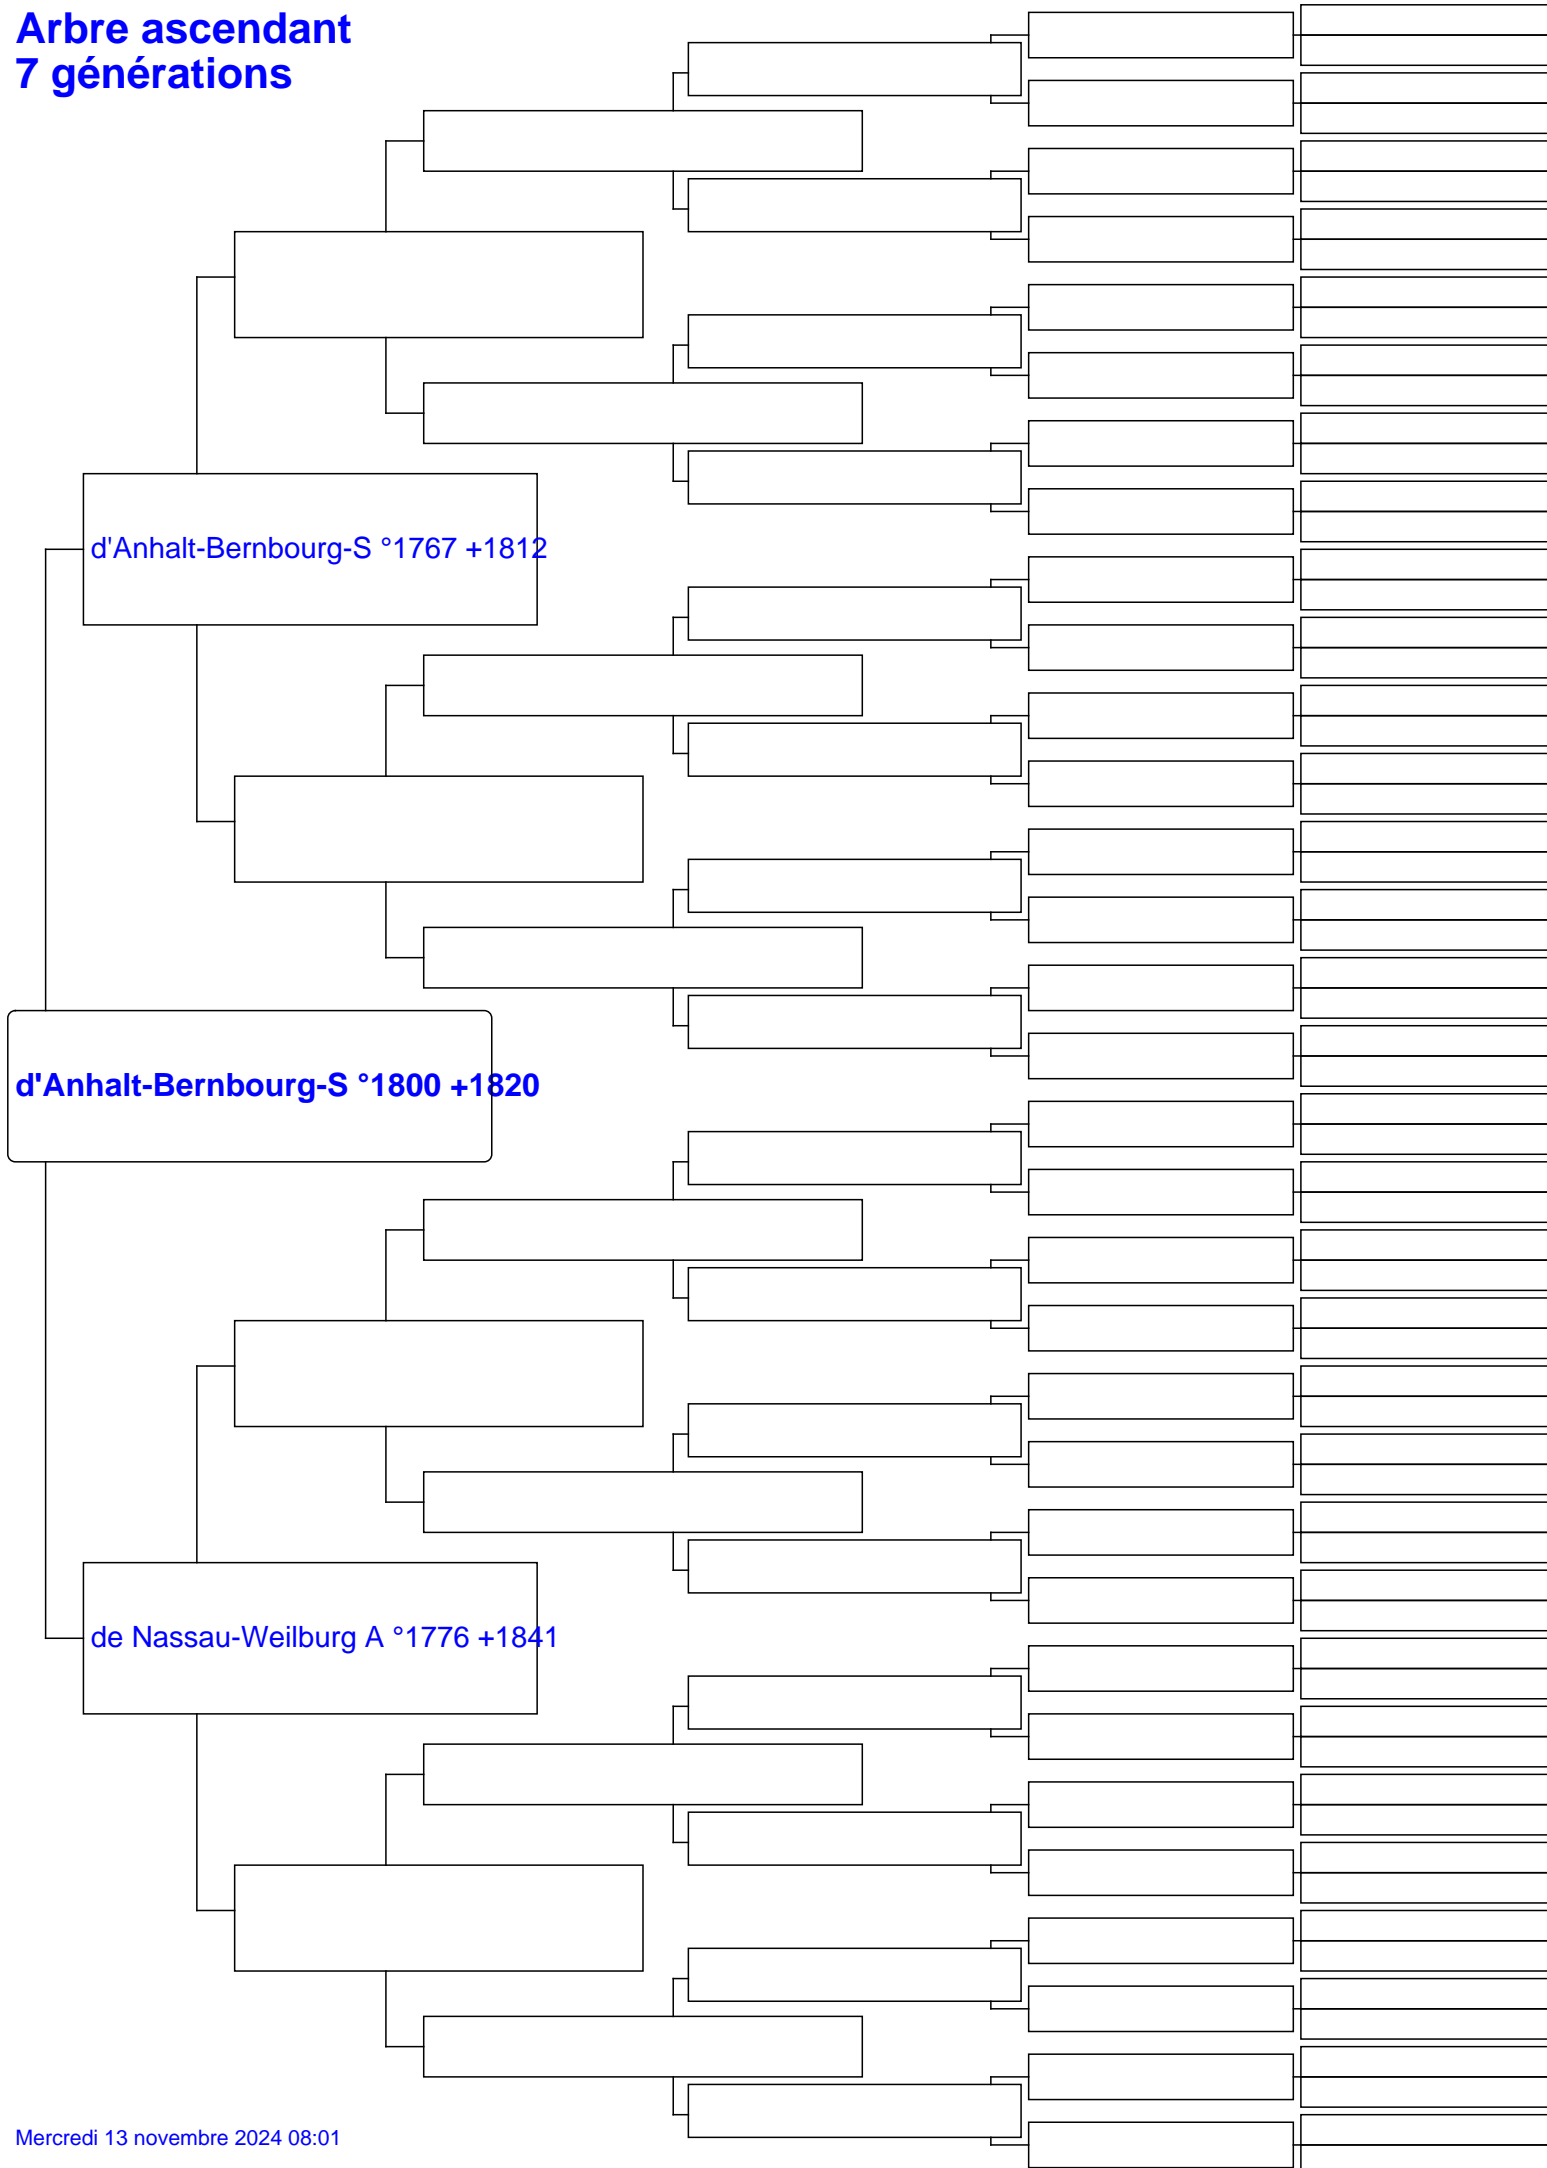 Arbre ascendant
7 générations
d'Anhalt-Bernbourg-S °1767 +1812
d'Anhalt-Bernbourg-S °1800 +1820
de Nassau-Weilburg A °1776 +1841
Mercredi 13 novembre 2024 08:01